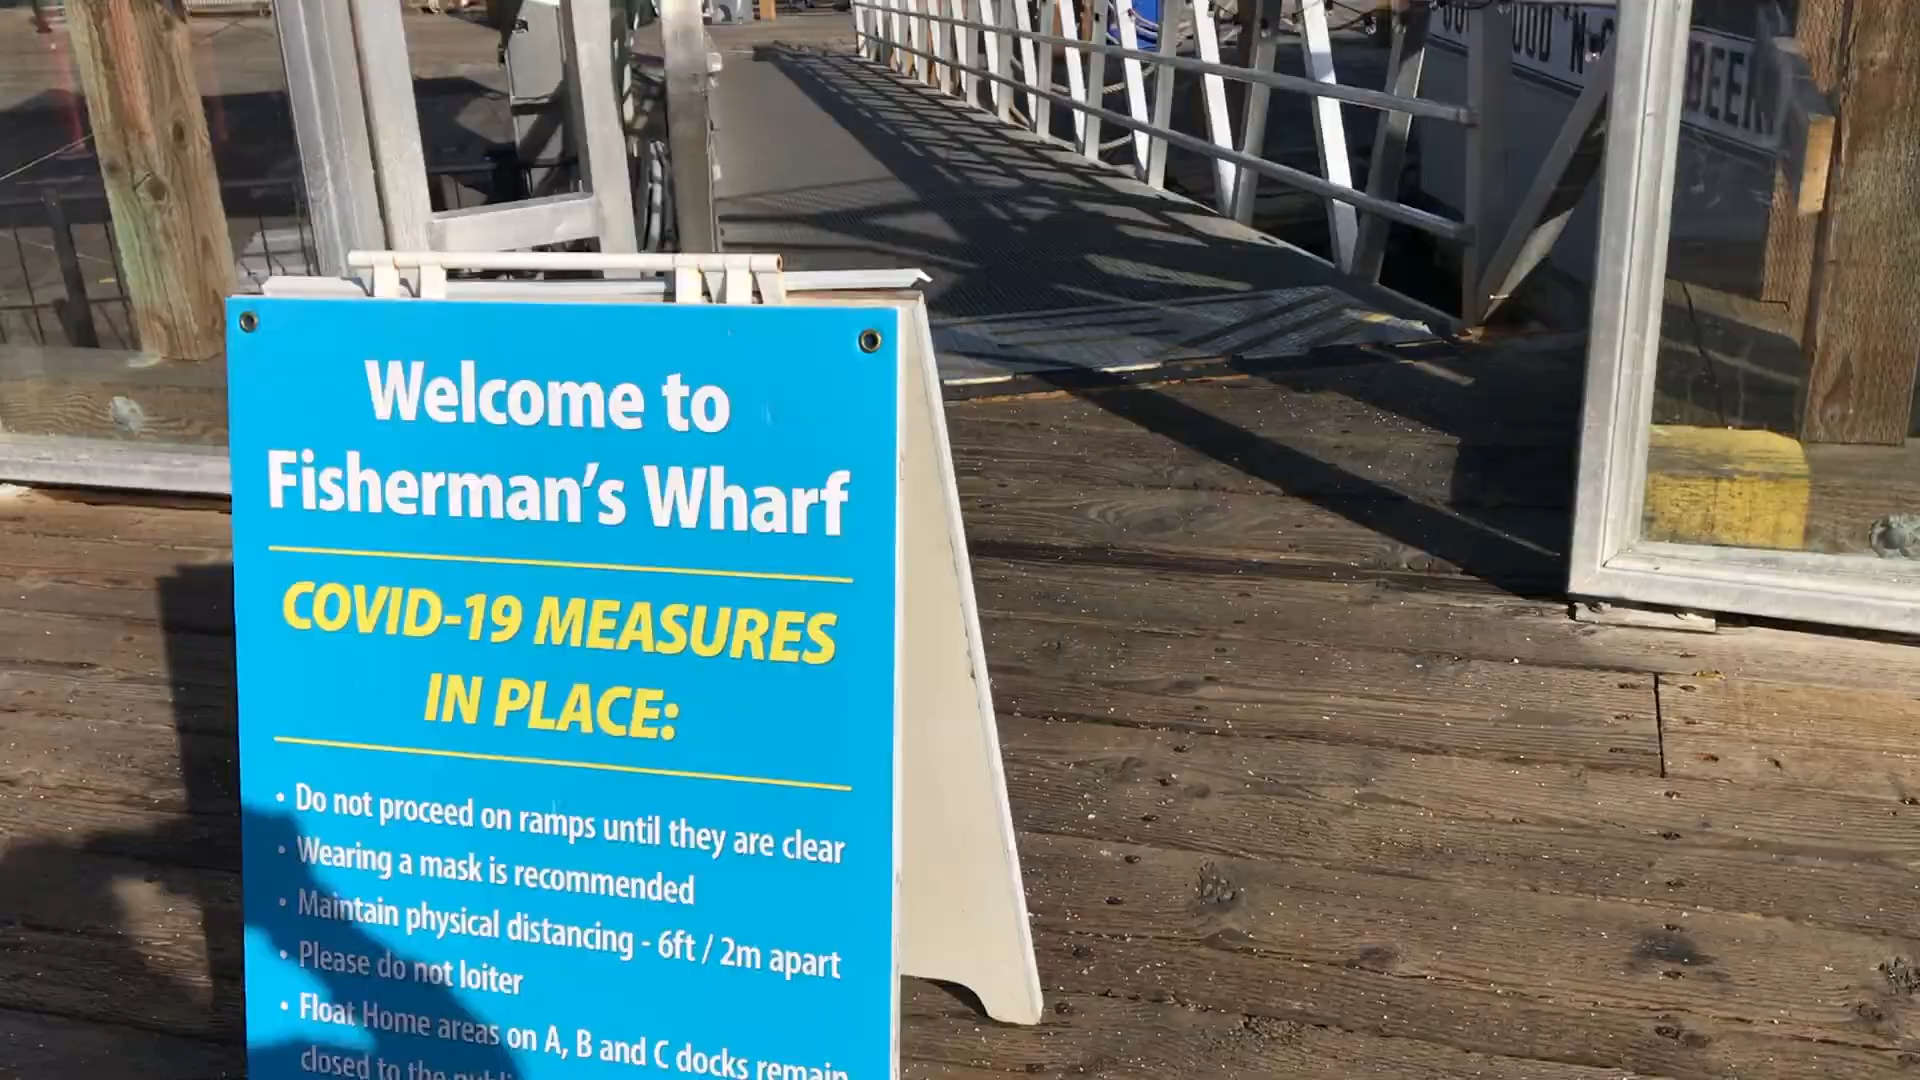 Welcome to
Fisherman's Wharf
COVID-19 MEASURES
IN PLACE:
• Do not proceed on ramps until they are clear
• Wearing a mask is recommended
• Maintain physical distancing - 6ft / 2m apart
• Please do not loiter
• Float Home areas on A, B and C docks remain
closed to the